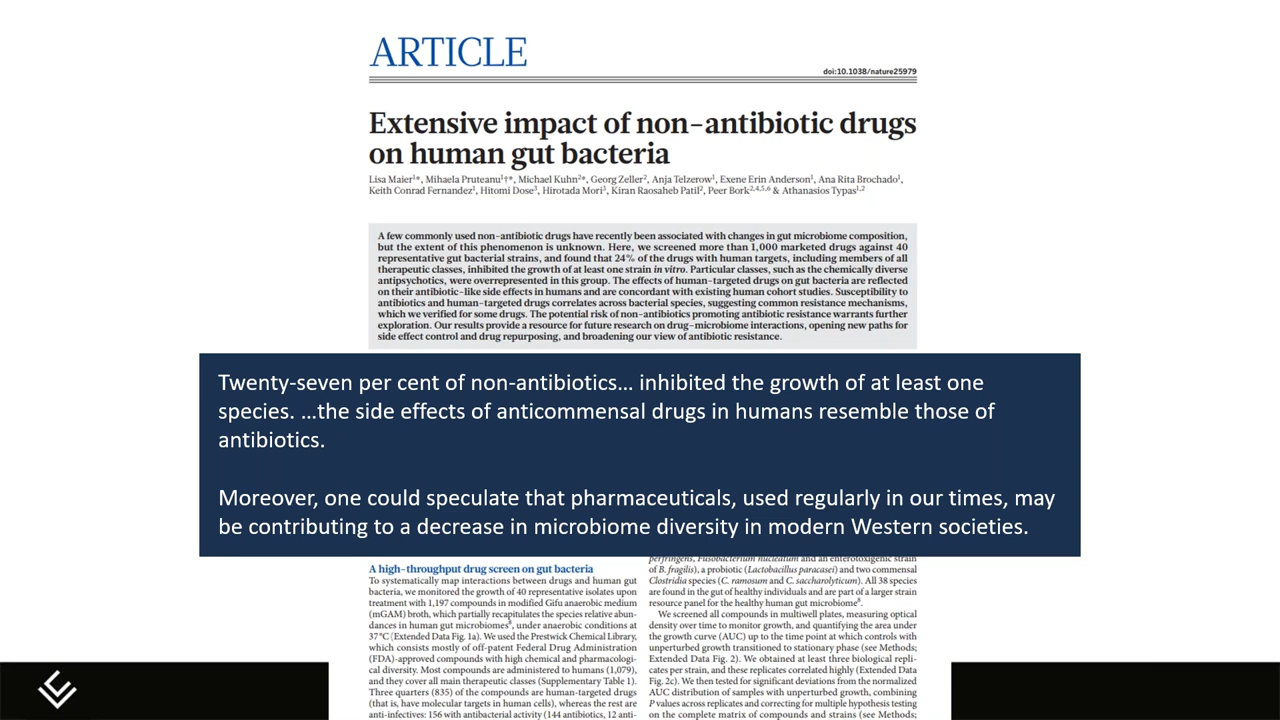 ARTICLE
doi:10.1038/nature25979
Extensive impact of non-antibiotic drugs
on human gut bacteria
Lisa Maier1*, Mihaela Pruteanu1†*, Michael Kuhn2*, Georg Zeller2, Anja Telzerow1, Exene Erin Anderson1, Ana Rita Brochado1,
Keith Conrad Fernandez1, Hitomi Dose3, Hirotada Mori3, Kiran Raosaheb Patil2, Peer Bork2,4,5,6 & Athanasios Typas1,2
A few commonly used non-antibiotic drugs have recently been associated with changes in gut microbiome composition,
but the extent of this phenomenon is unknown. Here, we screened more than 1,000 marketed drugs against 40
representative gut bacterial strains, and found that 24% of the drugs with human targets, including members of all
therapeutic classes, inhibited the growth of at least one strain in vitro. Particular classes, such as the chemically diverse
antipsychotics, were overrepresented in this group. The effects of human-targeted drugs on gut bacteria are reflected
on their antibiotic-like side effects in humans and are concordant with existing human cohort studies. Susceptibility to
antibiotics and human-targeted drugs correlates across bacterial species, suggesting common resistance mechanisms,
which we verified for some drugs. The potential risk of non-antibiotics promoting antibiotic resistance warrants further
exploration. Our results provide a resource for future research on drug-microbiome interactions, opening new paths for
side effect control and drug repurposing, and broadening our view of antibiotic resistance.
Twenty-seven per cent of non-antibiotics... inhibited the growth of at least one
species. ...the side effects of anticommensal drugs in humans resemble those of
antibiotics.
Moreover, one could speculate that pharmaceuticals, used regularly in our times, may
be contributing to a decrease in microbiome diversity in modern Western societies.
A high-throughput drug screen on gut bacteria
To systematically map interactions between drugs and human gut
bacteria, we monitored the growth of 40 representative isolates upon
treatment with 1,197 compounds in modified Gifu anaerobic medium
(mGAM) broth, which partially recapitulates the species relative abun-
dances in human gut microbiomes8, under anaerobic conditions at
37 °C (Extended Data Fig. 1a). We used the Prestwick Chemical Library,
which consists mostly of off-patent Federal Drug Administration
(FDA)-approved compounds with high chemical and pharmacologi-
cal diversity. Most compounds are administered to humans (1,079),
and they cover all main therapeutic classes (Supplementary Table 1).
Three quarters (835) of the compounds are human-targeted drugs
(that is, have molecular targets in human cells), whereas the rest are
anti-infectives: 156 with antibacterial activity (144 antibiotics, 12 anti-
perfringens, Fusobacterium nucleatum and an enterotoxigenic strain
of B. fragilis), a probiotic (Lactobacillus paracasei) and two commensal
Clostridia species (C. ramosum and C. saccharolyticum). All 38 species
are found in the gut of healthy individuals and are part of a larger strain
resource panel for the healthy human gut microbiome8.
We screened all compounds in multiwell plates, measuring optical
density over time to monitor growth, and quantifying the area under
the growth curve (AUC) up to the time point at which controls with
unperturbed growth transitioned to stationary phase (see Methods;
Extended Data Fig. 2). We obtained at least three biological repli-
cates, and these replicates correlated highly (Extended Data
Fig. 2c). We then tested for significant deviations from the normalized
AUC distribution of samples with unperturbed growth, combining
P values across replicates and correcting for multiple hypothesis testing
on the complete matrix of compounds and strains (see Methods;